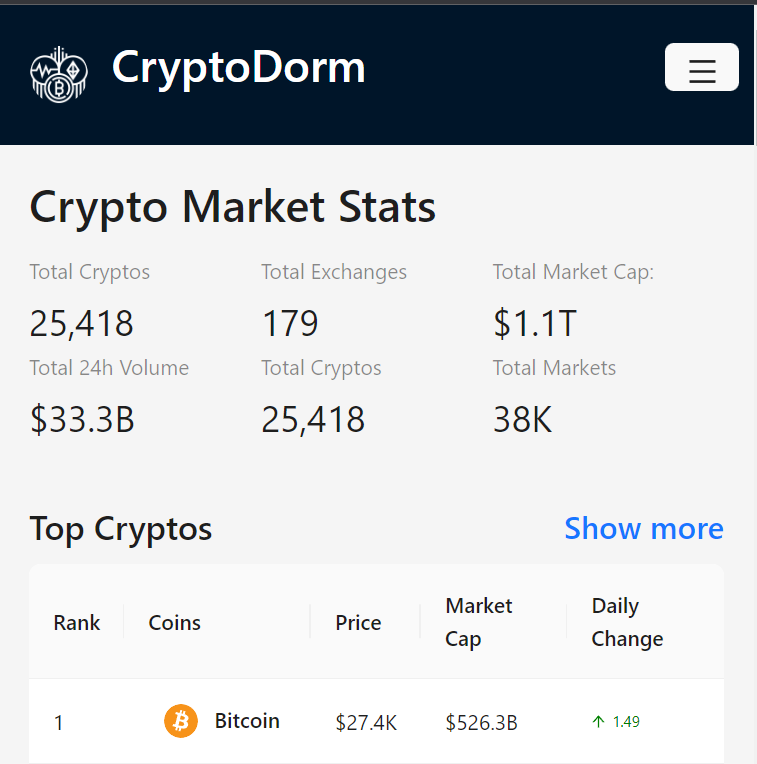 CryptoDorm
Crypto Market Stats
Total Cryptos Total Exchanges Total Market Cap:
25,418 179 $1.1T
Total 24h Volume Total Cryptos Total Markets
$33.3B 25,418 38K
Top Cryptos Show more
Rank Coins Price Market Cap Daily Change
1 Bitcoin $27.4K $526.3B 1.49